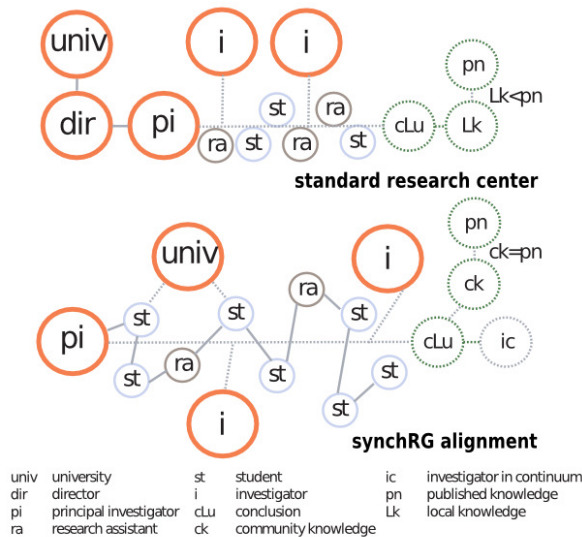 univ
i
i
pn
Lk<pn
dir
pi
st
ra
cLu
Lk
ra
st
ra
st
standard research center
pn
univ
i
ck=pn
ra
ck
st
st
st
pi
cLu
ic
ra
st
st
st
st
i
synchRG alignment
univ university st student ic investigator in continuum
dir director i investigator pn published knowledge
pi principal investigator cLu conclusion Lk local knowledge
ra research assistant ck community knowledge